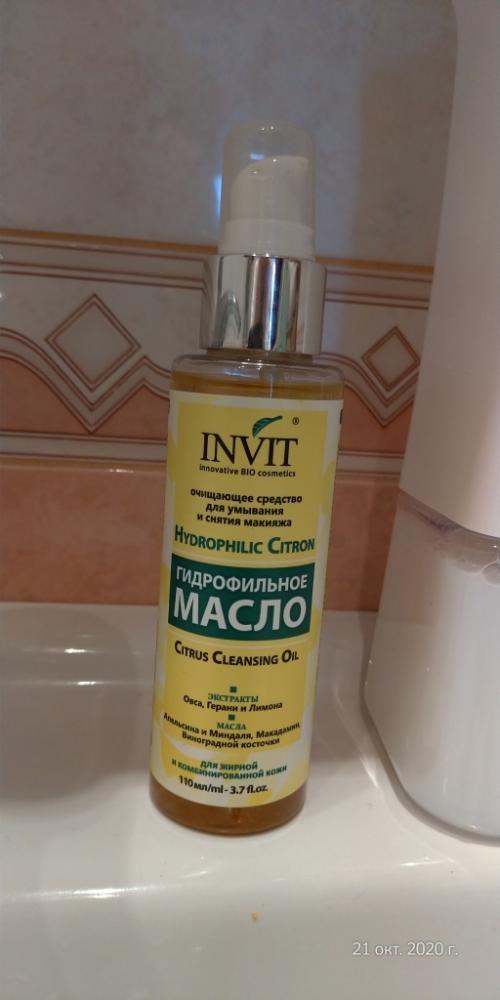 INVIT®
innovative BIO cosmetics
очищающее средство
для умывания
и снятия макияжа
HYDROPHILIC CITRON
ГИДРОФИЛЬНОЕ
МАСЛО
CITRUS CLEANSING OIL
ЭКСТРАКТЫ
Овса, Герани и Лимона
МАСЛА
Апельсина и Миндаля, Макадамии,
Виноградной косточки
для жирной
и комбинированной кожи
110мл/ml-3.7 fl.oz.
21 окт. 2020 г.